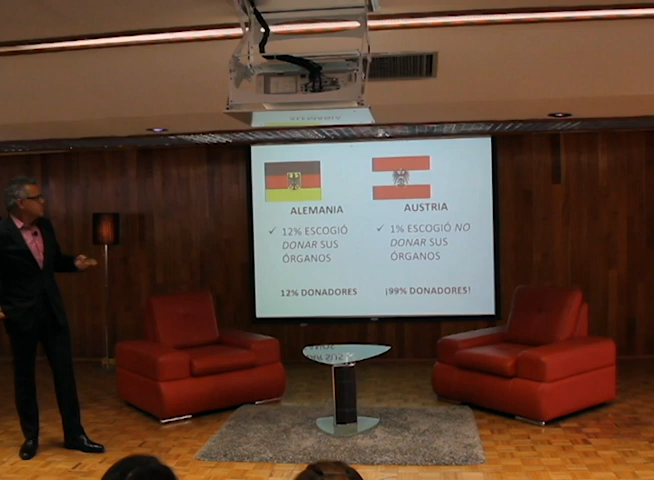 ALEMANIA
✓ 12% ESCOGIÓ
DONAR SUS
ÓRGANOS
12% DONADORES
AUSTRIA
✓ 1% ESCOGIÓ NO
DONAR SUS
ÓRGANOS
¡99% DONADORES!